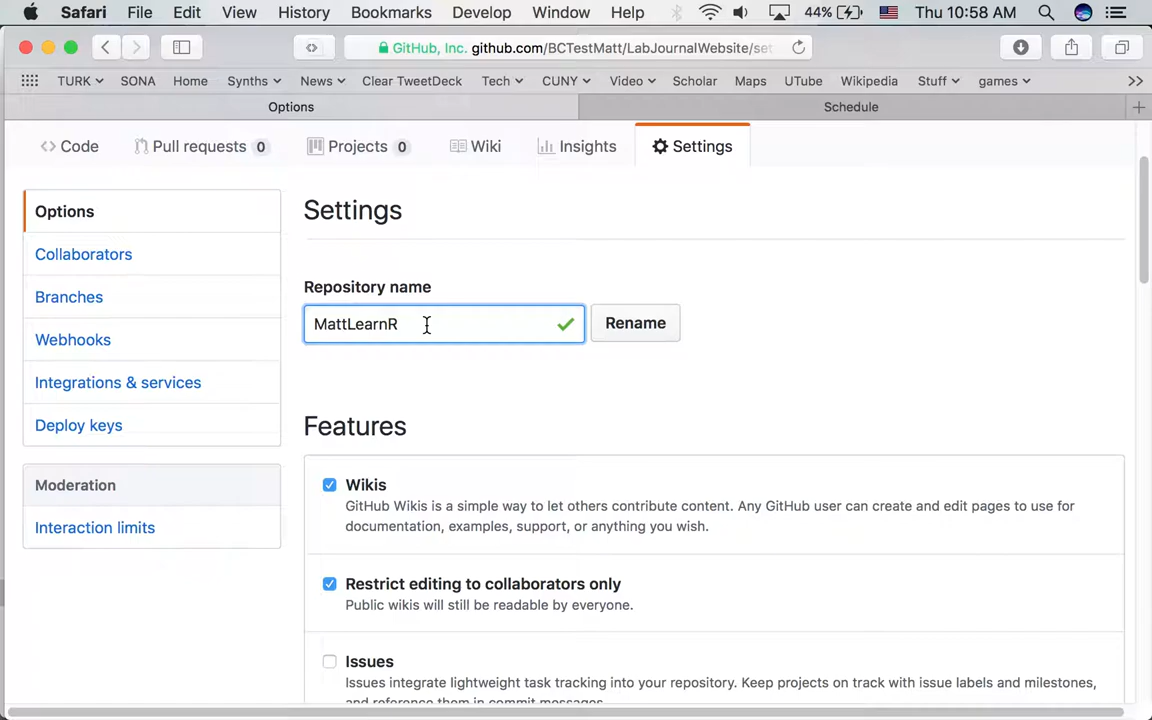 Safari File Edit View History Bookmarks Develop Window Help 44% Thu 10:58 AM
GitHub, Inc. github.com/BCTestMatt/LabJournalWebsite/set
TURK SONA Home Synths News Clear TweetDeck Tech CUNY Video Scholar Maps UTube Wikipedia Stuff games >>
Options Schedule +
<> Code Pull requests 0 Projects 0 Wiki Insights Settings
Options
Collaborators
Branches
Webhooks
Integrations & services
Deploy keys
Moderation
Interaction limits
Settings
Repository name
MattLearnR Rename
Features
Wikis
GitHub Wikis is a simple way to let others contribute content. Any GitHub user can create and edit pages to use for
documentation, examples, support, or anything you wish.
Restrict editing to collaborators only
Public wikis will still be readable by everyone.
Issues
Issues integrate lightweight task tracking into your repository. Keep projects on track with issue labels and milestones,
and reference them in commit messages.